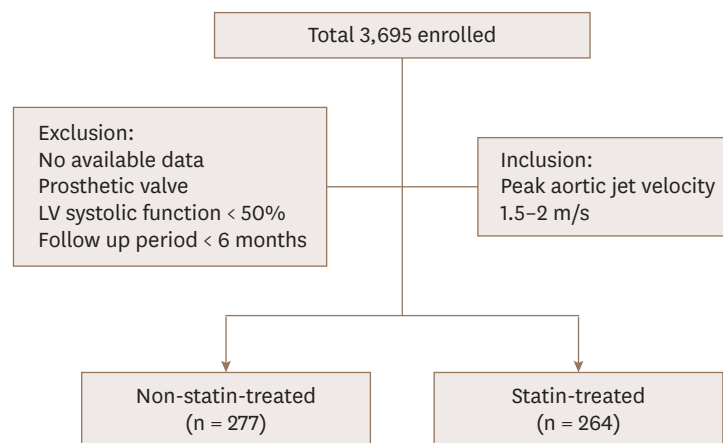 Total 3,695 enrolled
Exclusion:
No available data
Prosthetic valve
LV systolic function < 50%
Follow up period < 6 months
Inclusion:
Peak aortic jet velocity
1.5–2 m/s
Non-statin-treated
(n = 277)
Statin-treated
(n = 264)